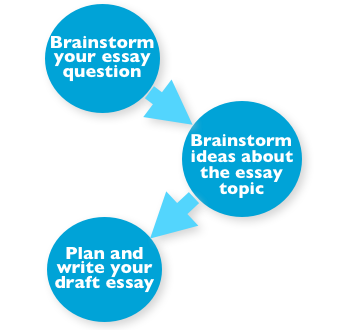 Brainstorm
your essay
question
Brainstorm
ideas about
the essay
topic
Plan and
write your
draft essay